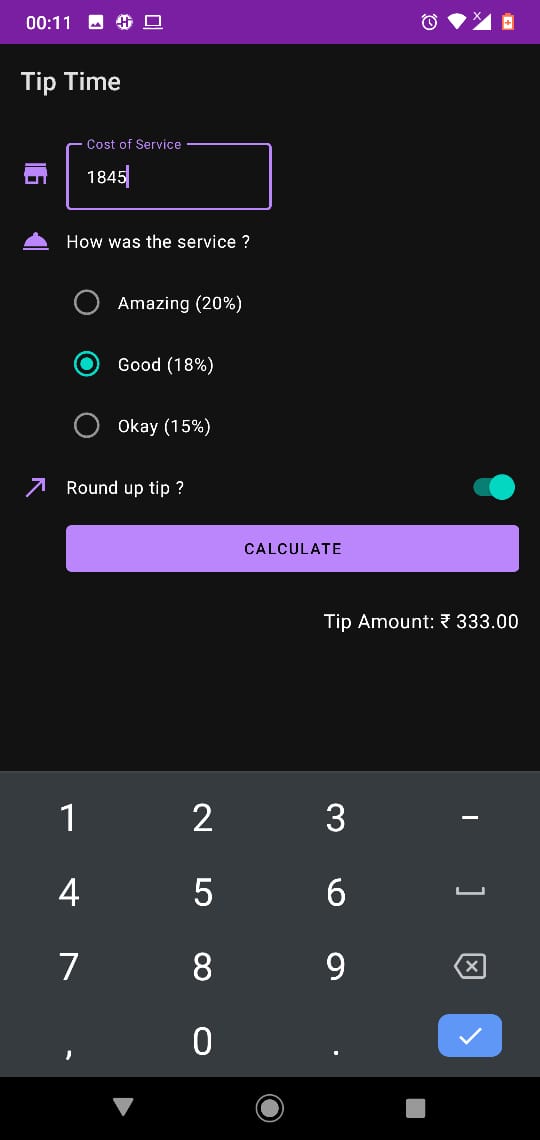 00:11
Tip Time
Cost of Service
1845
How was the service ?
Amazing (20%)
Good (18%)
Okay (15%)
Round up tip ?
CALCULATE
Tip Amount: ₹ 333.00
1 2 3 −
4 5 6
7 8 9
, 0 .